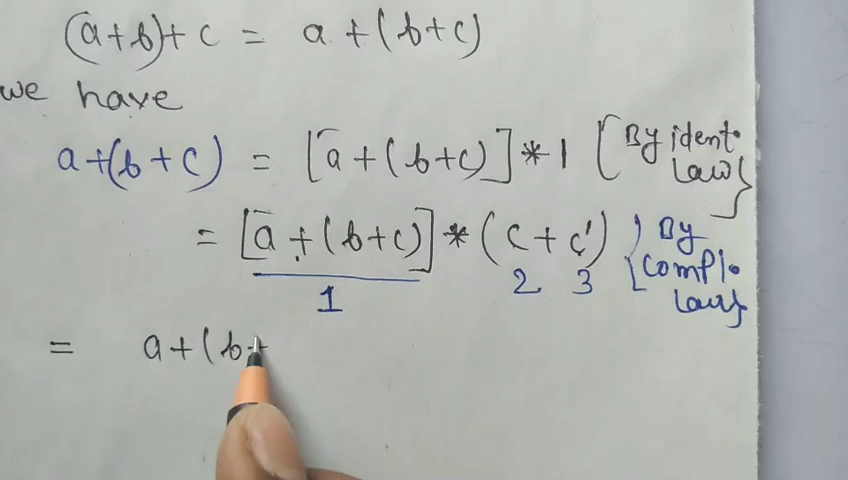 (a+b)+c = a+(b+c)
we have
a+(b+c) = [a+(b+c)]*1 [By ident. Law}
= [a+(b+c)]*(c+c') {By Compl. Law}
1 2 3
= a+(b+